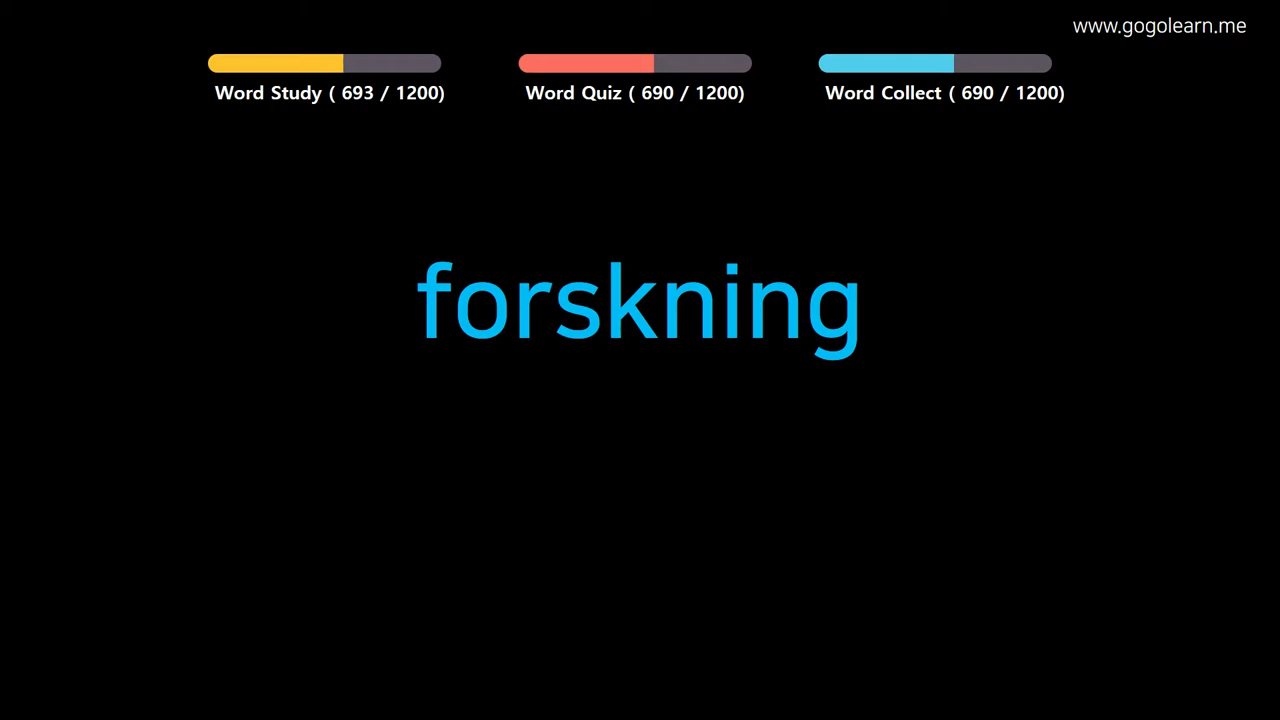 www.gogolearn.me
Word Study ( 693 / 1200)
Word Quiz ( 690 / 1200)
Word Collect ( 690 / 1200)
forskning